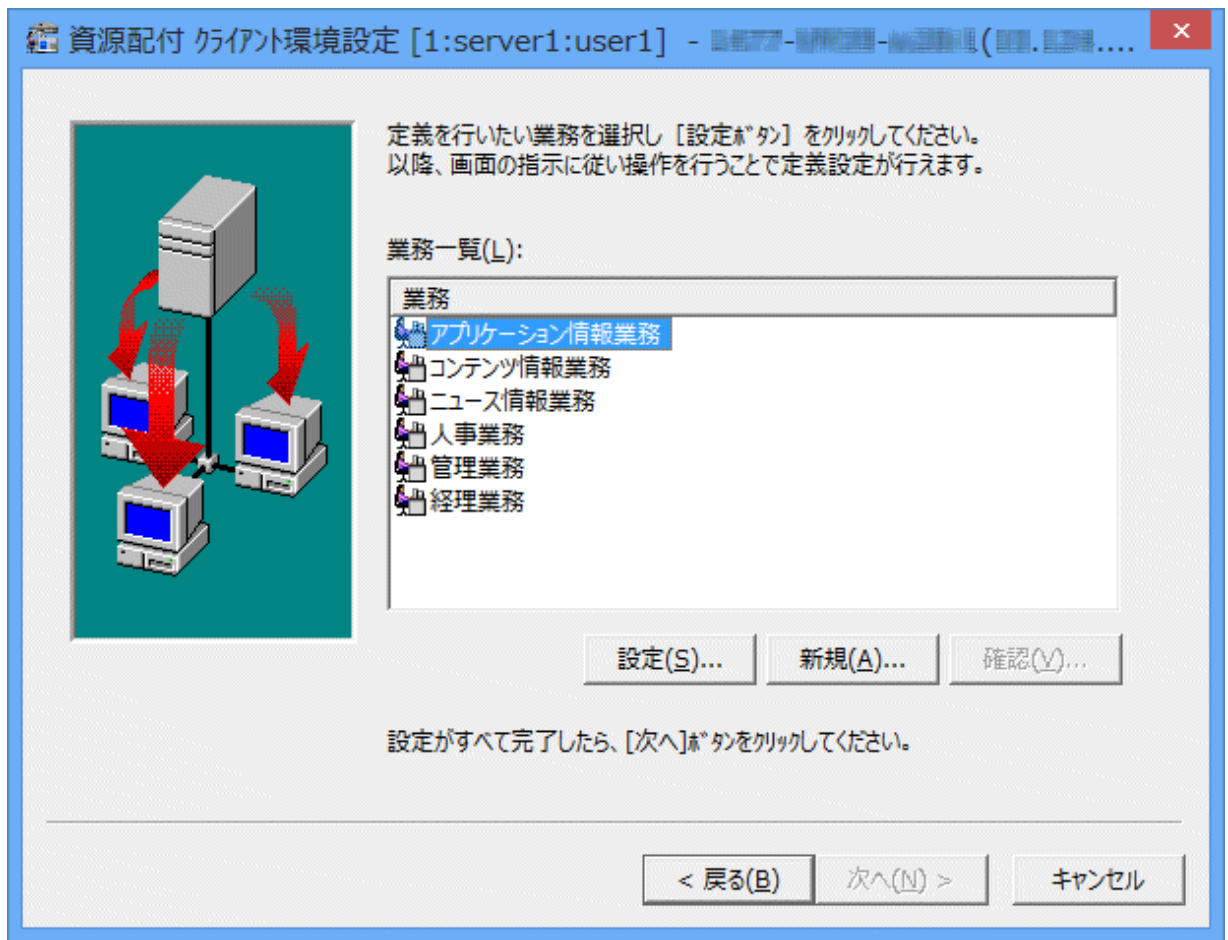 資源配付 クライアント環境設定 [1:server1:user1] -
定義を行いたい業務を選択し [設定ボタン] をクリックしてください。
以降、画面の指示に従い操作を行うことで定義設定が行えます。
業務一覧(L):
業務
アプリケーション情報業務
コンテンツ情報業務
ニュース情報業務
人事業務
管理業務
経理業務
設定(S)... 新規(A)... 確認(V)...
設定がすべて完了したら、[次へ]ボタンをクリックしてください。
< 戻る(B) 次へ(N) > キャンセル